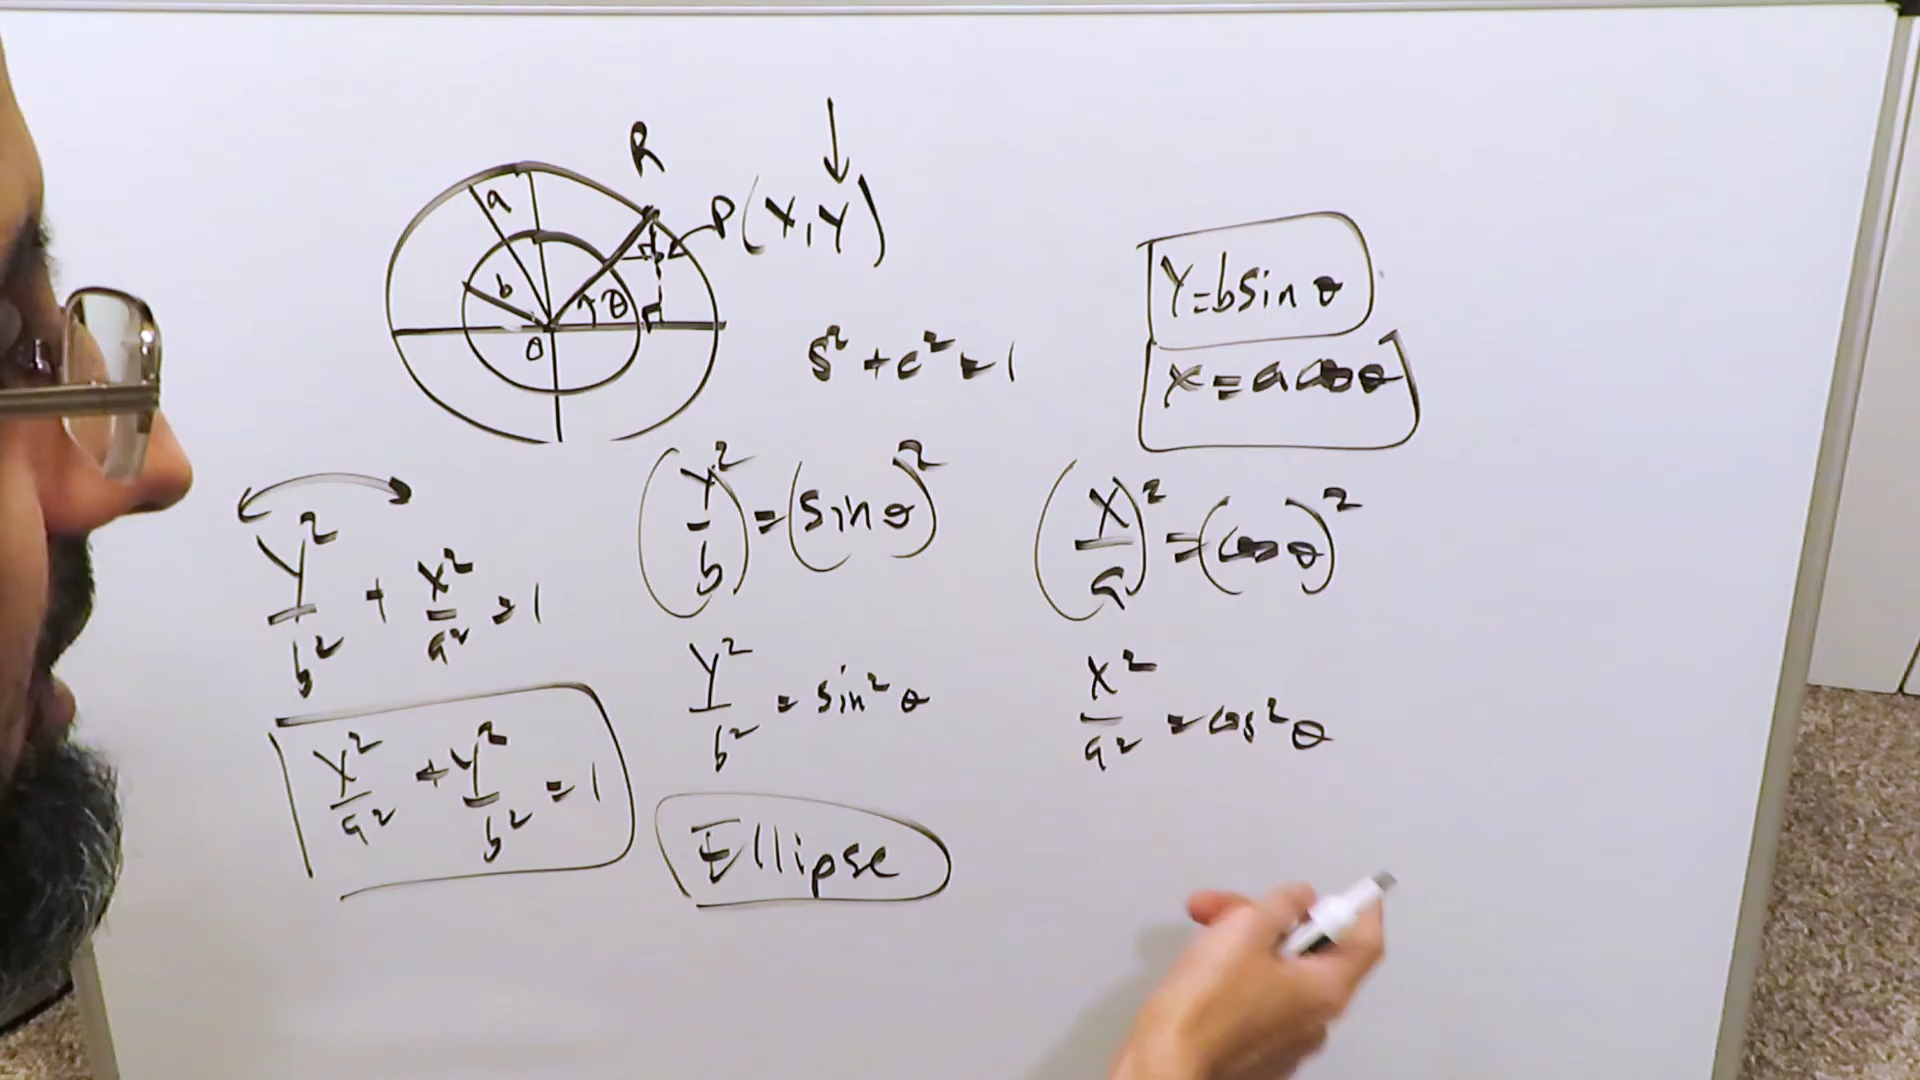 R
a
P(X,Y)
b
θ
O
S² + C² = 1
Y = b Sin θ
X = a cos θ
(Y/b)² = (Sin θ)²
(X/a)² = (cos θ)²
Y²/b² + X²/a² = 1
Y²/b² = Sin² θ
X²/a² = cos² θ
X²/a² + Y²/b² = 1
Ellipse